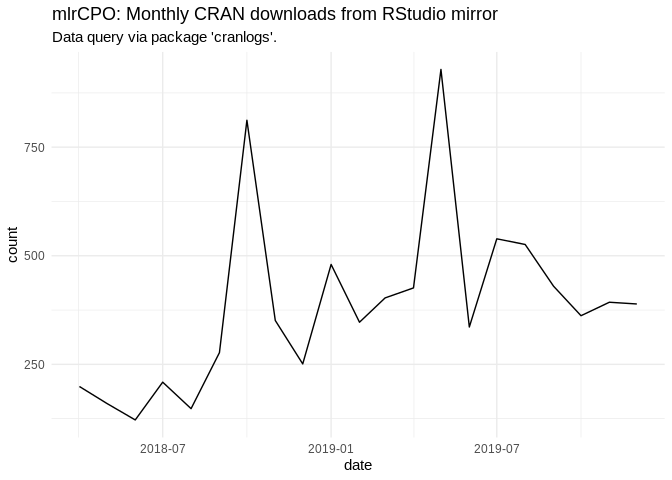 mlrCPO: Monthly CRAN downloads from RStudio mirror
Data query via package 'cranlogs'.
750
500
250
count
2018-07
2019-01
2019-07
date